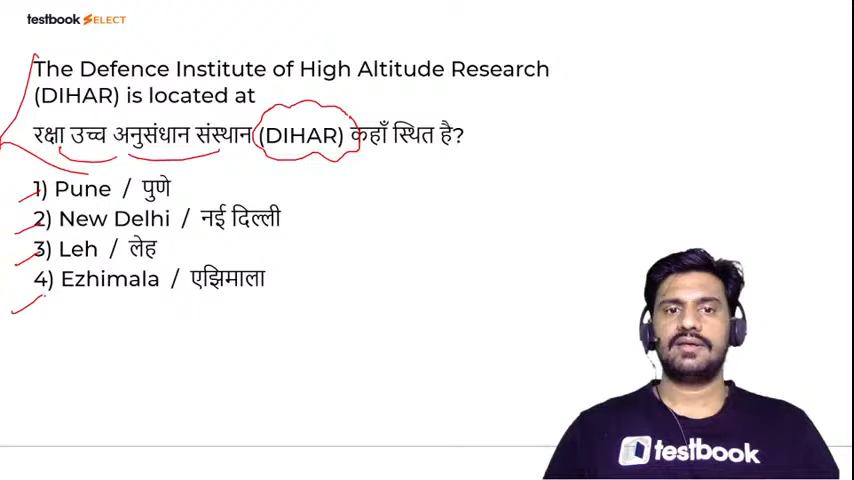 testbook SELECT
The Defence Institute of High Altitude Research
(DIHAR) is located at
रक्षा उच्च अनुसंधान संस्थान (DIHAR) कहाँ स्थित है?
1) Pune / पुणे
2) New Delhi / नई दिल्ली
3) Leh / लेह
4) Ezhimala / एझिमाला
testbook